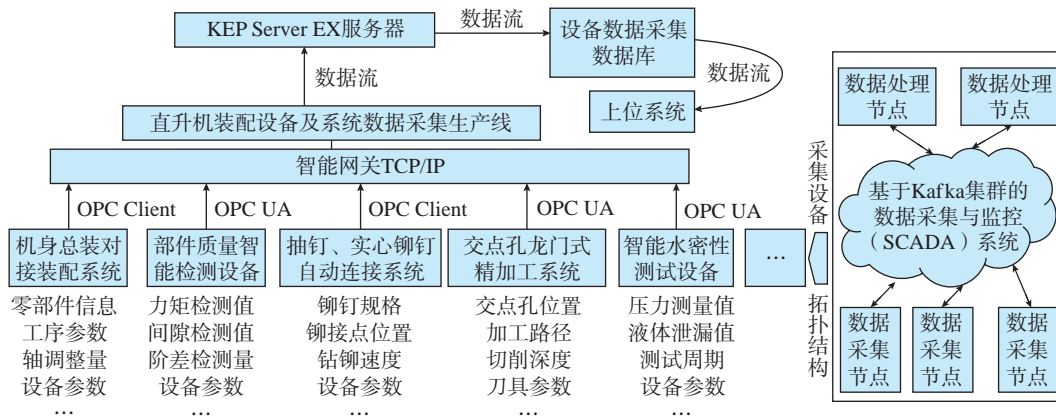 KEP Server EX服务器
数据流
设备数据采集
数据库
数据流
数据流
上位系统
直升机装配设备及系统数据采集生产线
智能网关TCP/IP
OPC Client
OPC UA
OPC Client
OPC UA
OPC UA
机身总装对
接装配系统
零部件信息
工序参数
轴调整量
设备参数
…
部件质量智
能检测设备
力矩检测值
间隙检测值
阶差检测量
设备参数
…
抽钉、实心铆钉
自动连接系统
铆钉规格
铆接点位置
钻铆速度
设备参数
…
交点孔龙门式
精加工系统
交点孔位置
加工路径
切削深度
刀具参数
…
智能水密性
测试设备
压力测量值
液体泄漏值
测试周期
设备参数
…
…
采集设备
拓扑结构
数据处理
节点
数据处理
节点
基于Kafka集群的
数据采集与监控
（SCADA）系统
数据
采集
节点
数据
采集
节点
数据
采集
节点